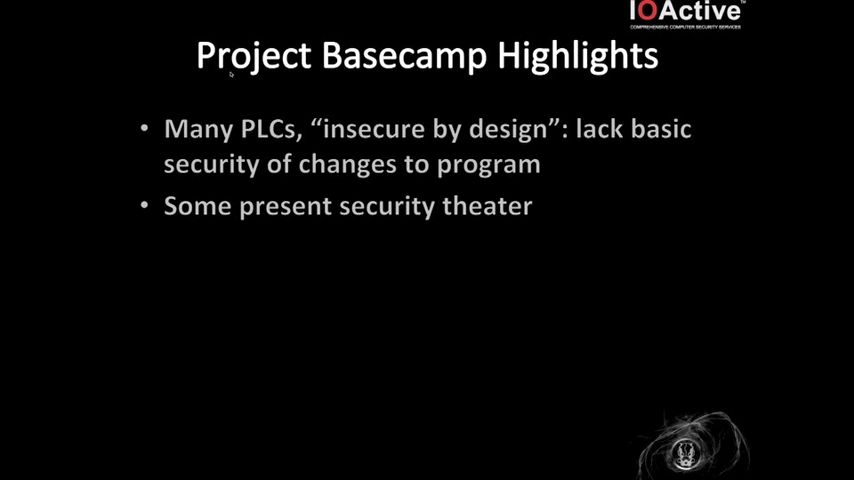 IOActive™
COMPREHENSIVE COMPUTER SECURITY SERVICES
Project Basecamp Highlights
• Many PLCs, “insecure by design”: lack basic
security of changes to program
• Some present security theater